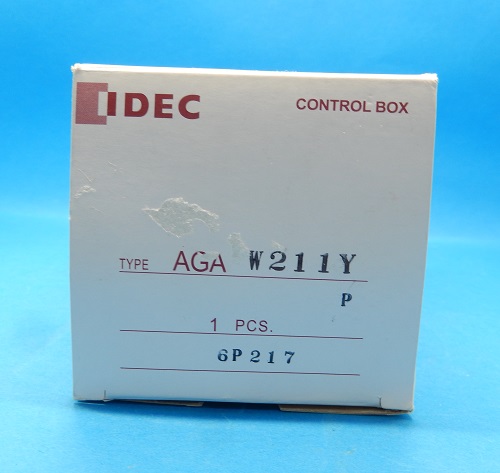 IDEC CONTROL BOX
TYPE AGA W211Y
P
1 PCS.
6P217